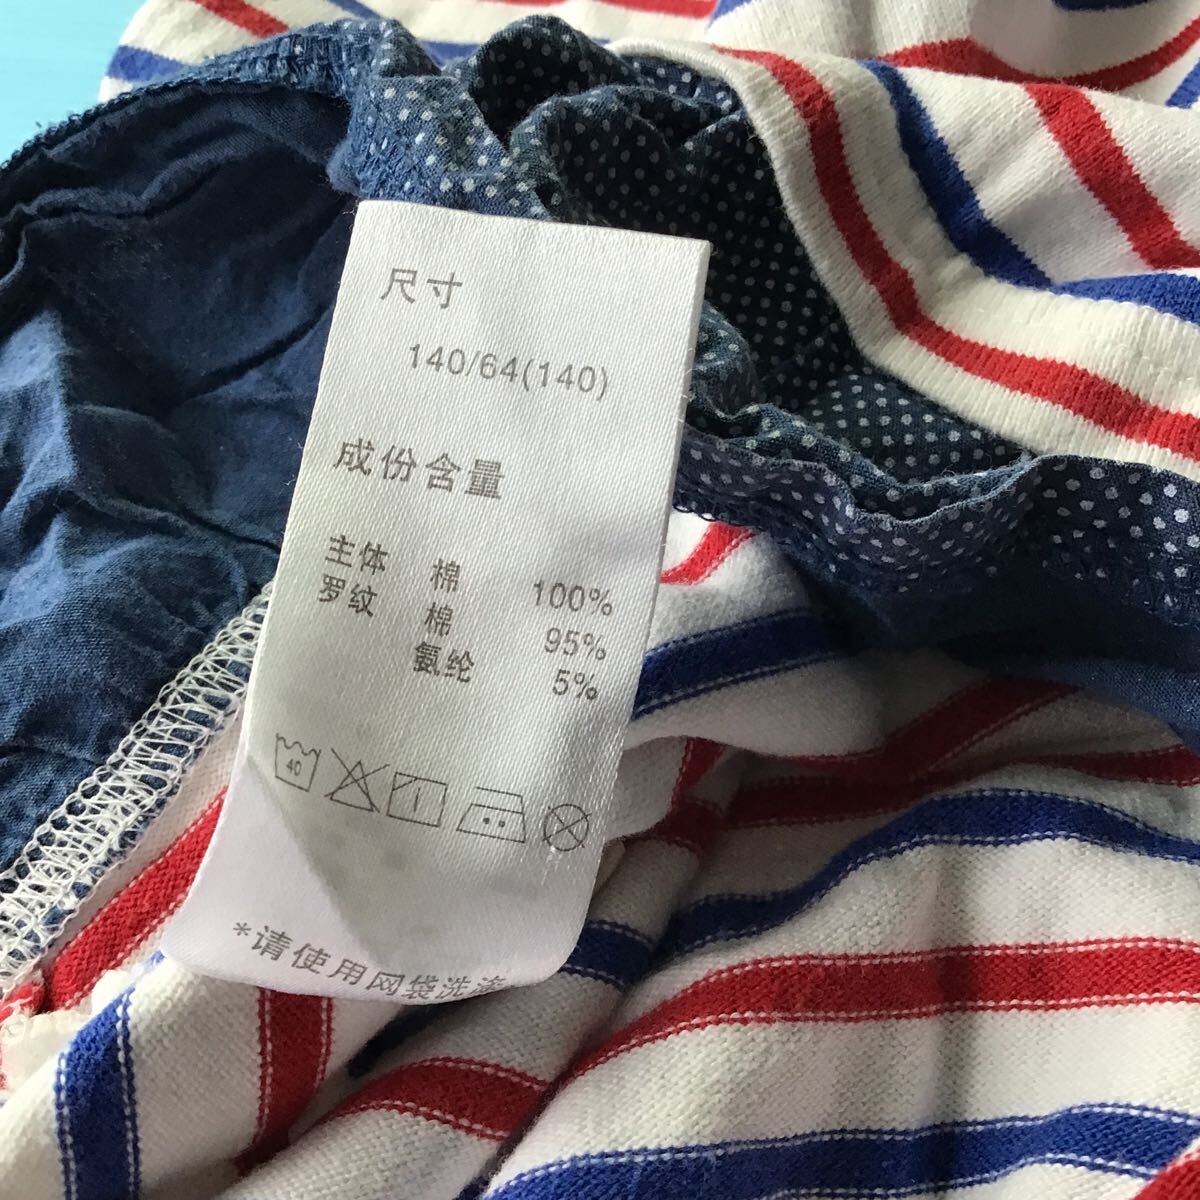 尺寸
140/64(140)
成份含量
主体 棉 100%
罗纹 棉 95%
氨纶 5%
40
*请使用网袋洗涤